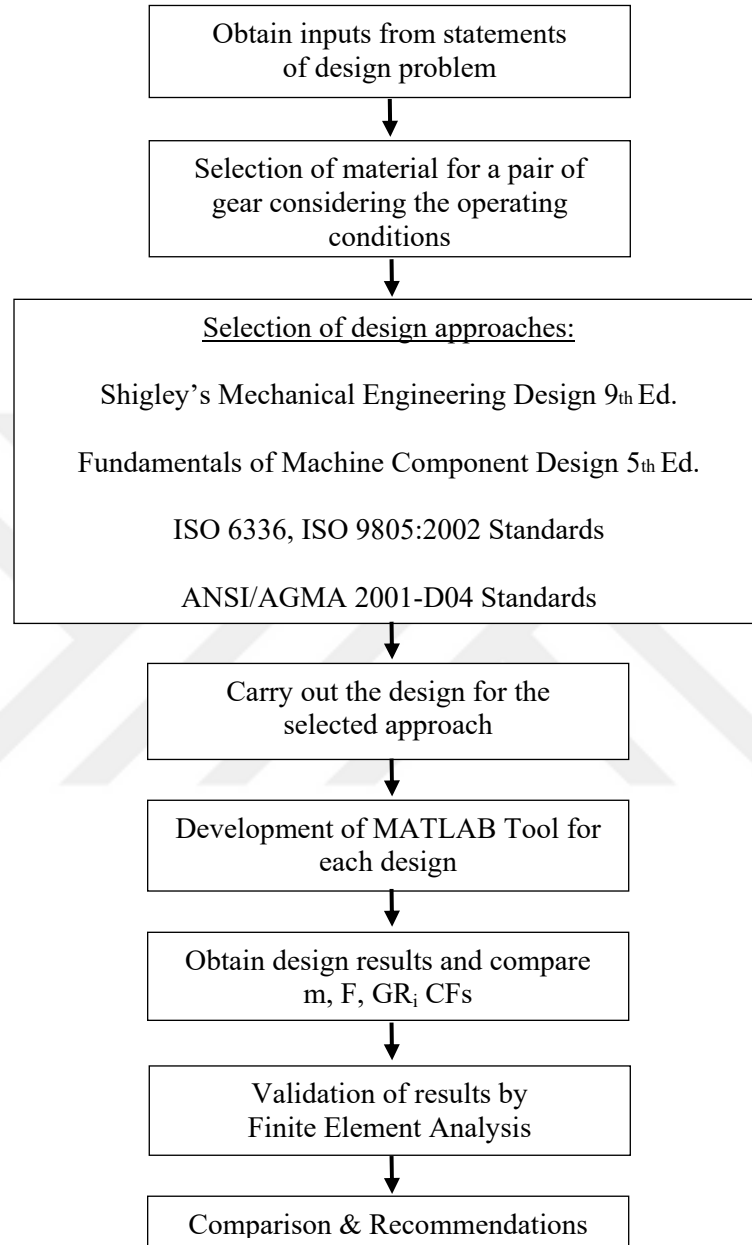 Obtain inputs from statements
of design problem
Selection of material for a pair of
gear considering the operating
conditions
Selection of design approaches:
Shigley’s Mechanical Engineering Design 9th Ed.
Fundamentals of Machine Component Design 5th Ed.
ISO 6336, ISO 9805:2002 Standards
ANSI/AGMA 2001-D04 Standards
Carry out the design for the
selected approach
Development of MATLAB Tool for
each design
Obtain design results and compare
m, F, GRi CFs
Validation of results by
Finite Element Analysis
Comparison & Recommendations